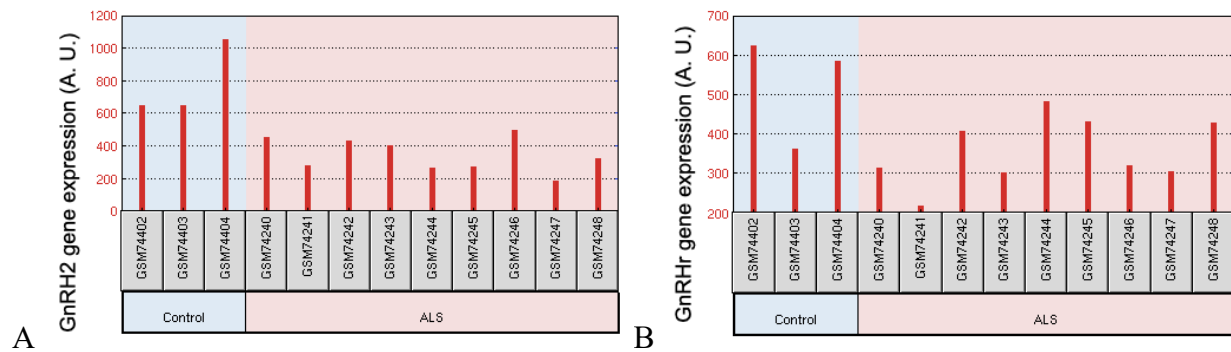 A
GnRH2 gene expression (A. U.)
1200
1000
800
600
400
200
0
GSM74402
GSM74403
GSM74404
GSM74240
GSM74241
GSM74242
GSM74243
GSM74244
GSM74245
GSM74246
GSM74247
GSM74248
Control
ALS
B
GnRHr gene expression (A. U.)
700
600
500
400
300
200
GSM74402
GSM74403
GSM74404
GSM74240
GSM74241
GSM74242
GSM74243
GSM74244
GSM74245
GSM74246
GSM74247
GSM74248
Control
ALS